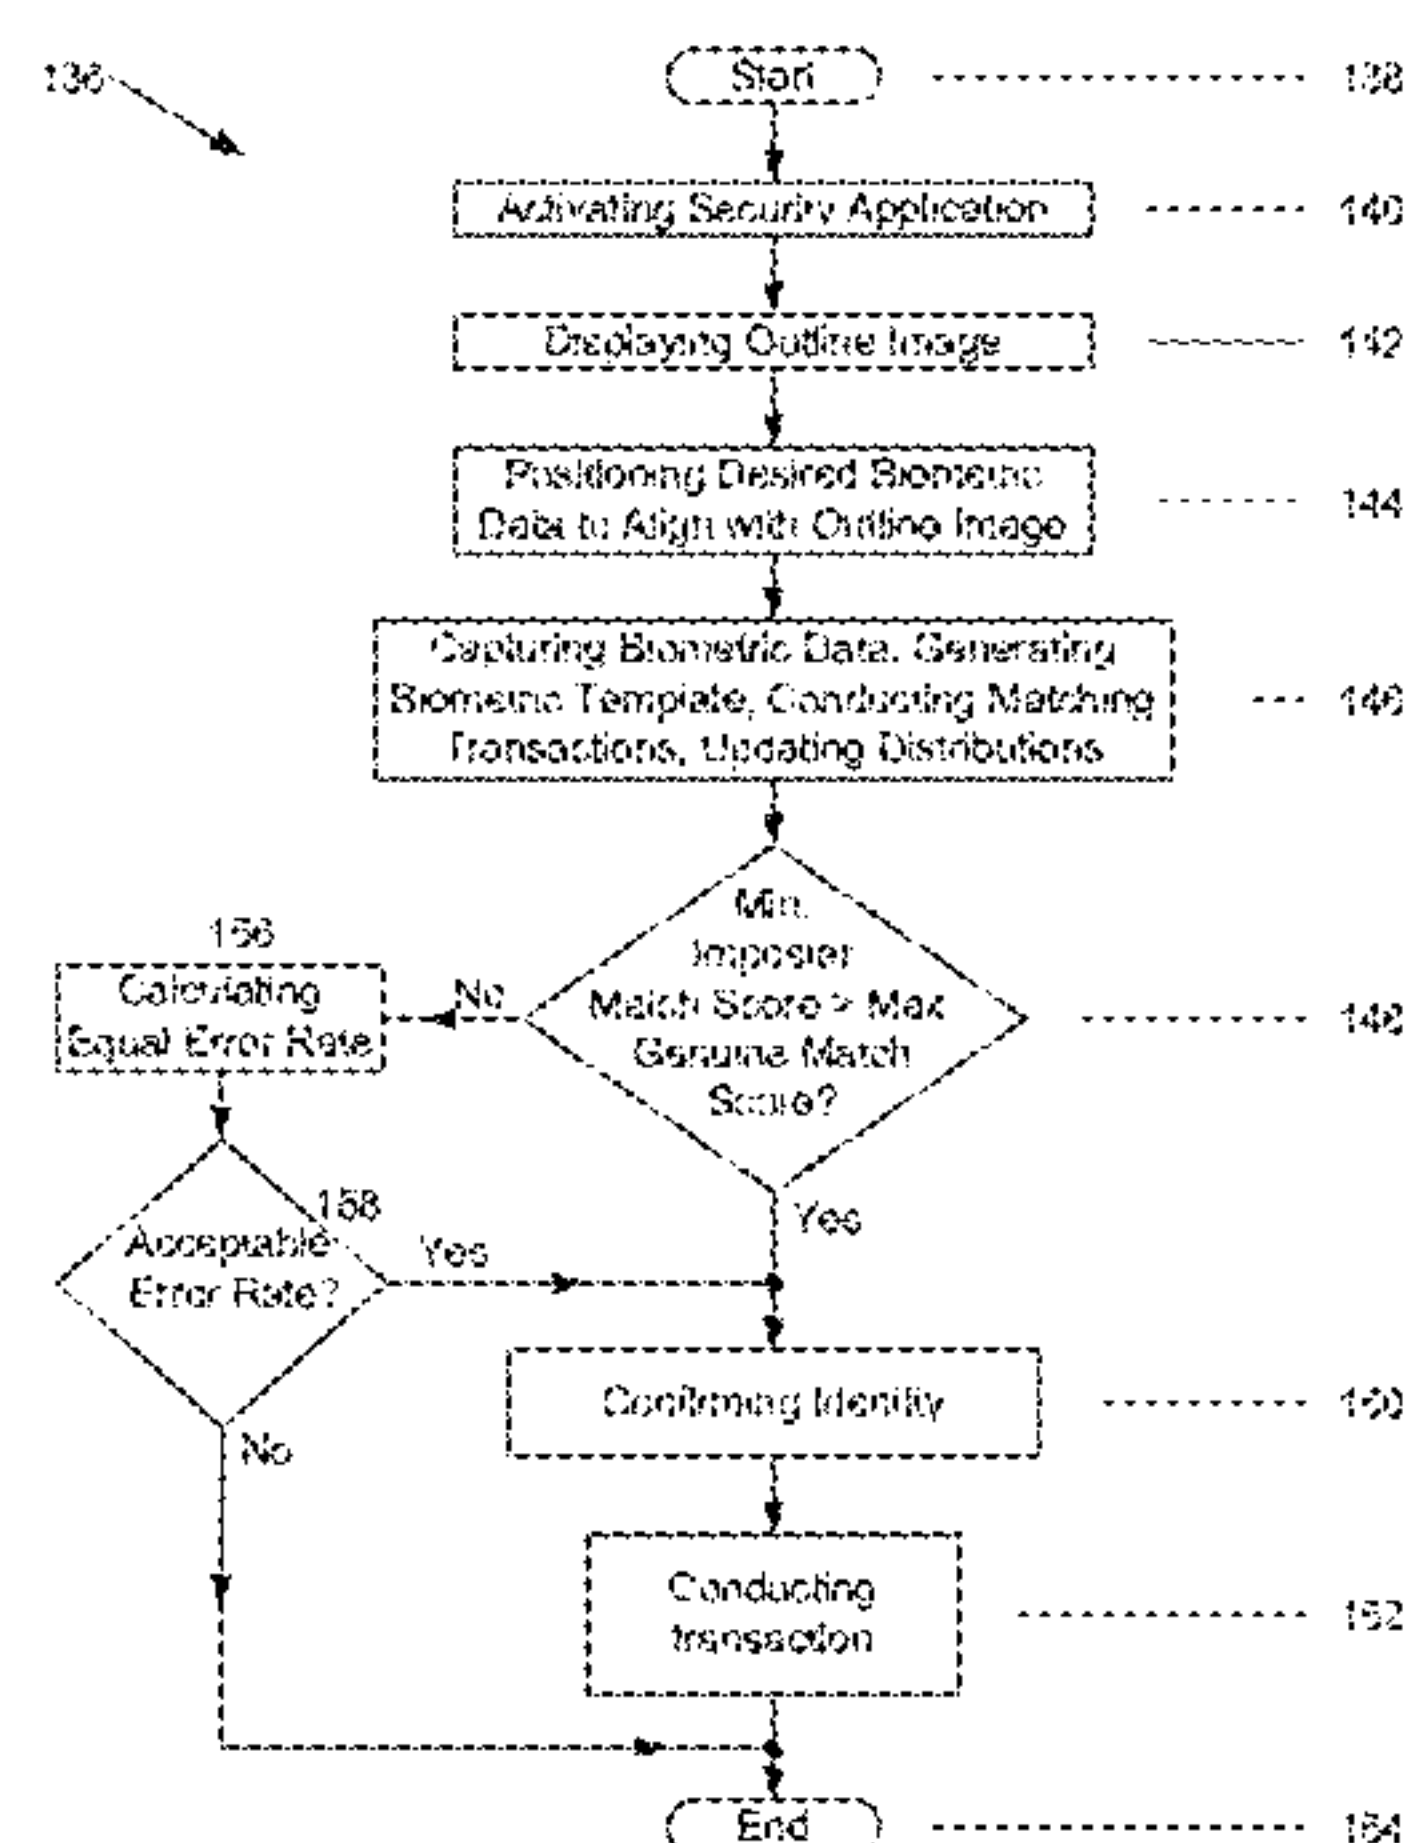 136
Start
138
Activating Security Application
140
Displaying Outline Image
142
Positioning Desired Biometric
Data to Align with Outline Image
144
Capturing Biometric Data, Generating
Biometric Template, Conducting Matching
Transactions, Updating Distributions
146
Min.
Imposter
Match Score > Max
Genuine Match
Score?
148
No
156
Calculating
Equal Error Rate
Yes
158
Acceptable
Error Rate?
Yes
No
Confirming Identity
150
Conducting
transaction
152
End
154